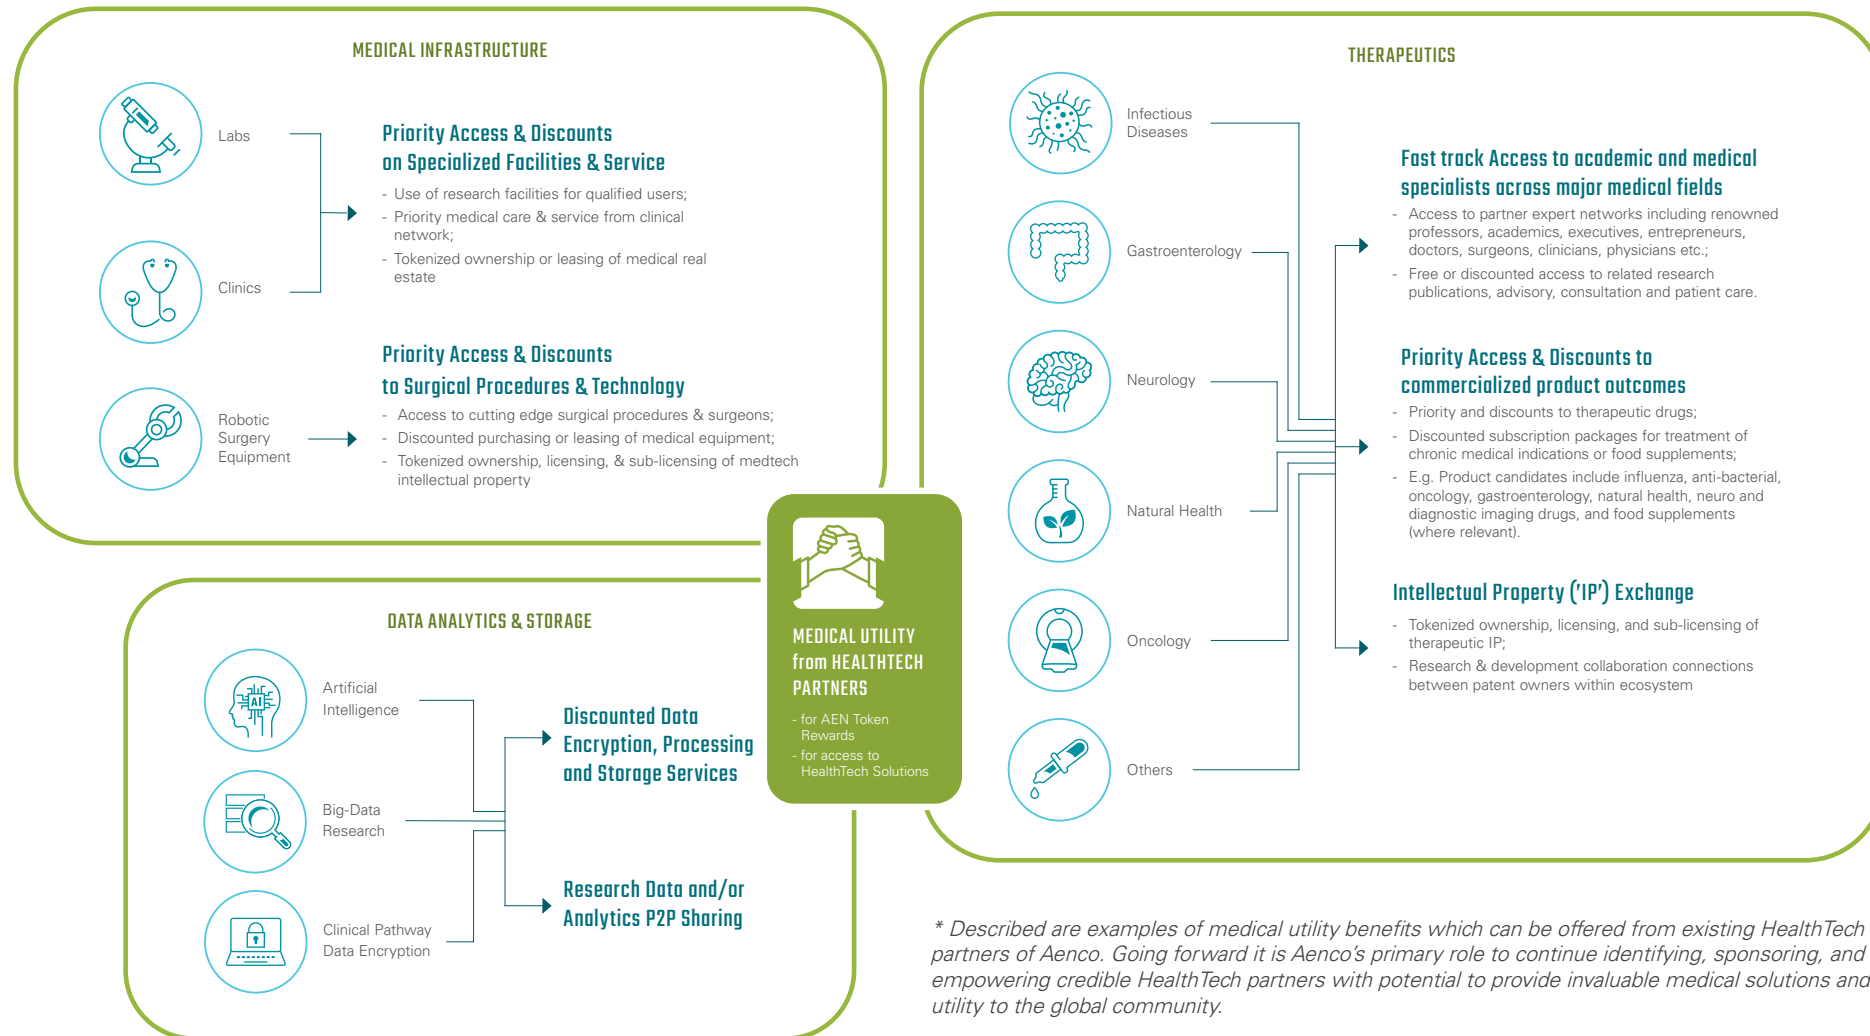 MEDICAL INFRASTRUCTURE
Labs
Clinics
Priority Access & Discounts
on Specialized Facilities & Service
- Use of research facilities for qualified users;
- Priority medical care & service from clinical
network;
- Tokenized ownership or leasing of medical real
estate
Robotic
Surgery
Equipment
Priority Access & Discounts
to Surgical Procedures & Technology
- Access to cutting edge surgical procedures & surgeons;
- Discounted purchasing or leasing of medical equipment;
- Tokenized ownership, licensing, & sub-licensing of medtech
intellectual property
DATA ANALYTICS & STORAGE
Artificial
Intelligence
AI
Big-Data
Research
Clinical Pathway
Data Encryption
Discounted Data
Encryption, Processing
and Storage Services
Research Data and/or
Analytics P2P Sharing
MEDICAL UTILITY
from HEALTHTECH
PARTNERS
- for AEN Token
Rewards
- for access to
HealthTech Solutions
THERAPEUTICS
Infectious
Diseases
Gastroenterology
Neurology
Natural Health
Oncology
Others
Fast track Access to academic and medical
specialists across major medical fields
- Access to partner expert networks including renowned
professors, academics, executives, entrepreneurs,
doctors, surgeons, clinicians, physicians etc.;
- Free or discounted access to related research
publications, advisory, consultation and patient care.
Priority Access & Discounts to
commercialized product outcomes
- Priority and discounts to therapeutic drugs;
- Discounted subscription packages for treatment of
chronic medical indications or food supplements;
- E.g. Product candidates include influenza, anti-bacterial,
oncology, gastroenterology, natural health, neuro and
diagnostic imaging drugs, and food supplements
(where relevant).
Intellectual Property ('IP') Exchange
- Tokenized ownership, licensing, and sub-licensing of
therapeutic IP;
- Research & development collaboration connections
between patent owners within ecosystem
* Described are examples of medical utility benefits which can be offered from existing HealthTech
partners of Aenco. Going forward it is Aenco's primary role to continue identifying, sponsoring, and
empowering credible HealthTech partners with potential to provide invaluable medical solutions and
utility to the global community.